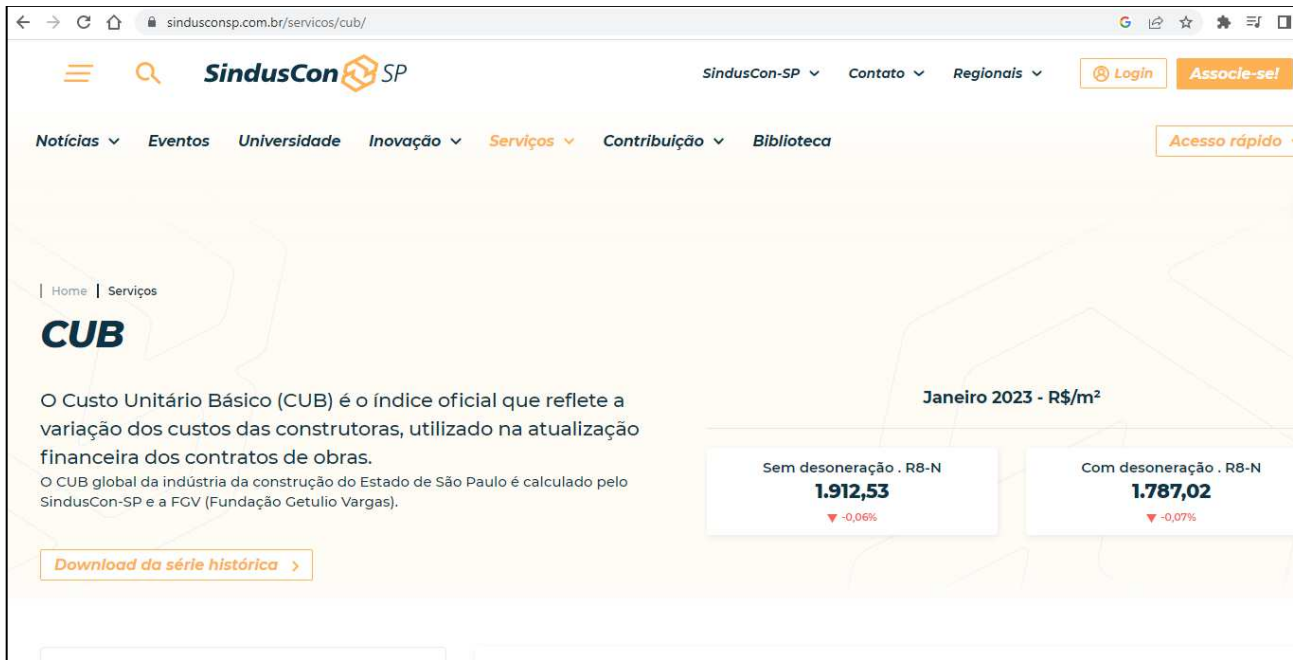 sindusconsp.com.br/servicos/cub/
SindusCon SP
SindusCon-SP Contato Regionais Login Associe-se!
Notícias Eventos Universidade Inovação Serviços Contribuição Biblioteca Acesso rápido
| Home | Serviços
CUB
O Custo Unitário Básico (CUB) é o índice oficial que reflete a
variação dos custos das construtoras, utilizado na atualização
financeira dos contratos de obras.
O CUB global da indústria da construção do Estado de São Paulo é calculado pelo
SindusCon-SP e a FGV (Fundação Getulio Vargas).
Download da série histórica >
Janeiro 2023 - R$/m²
Sem desoneração . R8-N
1.912,53
▼ -0,06%
Com desoneração . R8-N
1.787,02
▼ -0,07%